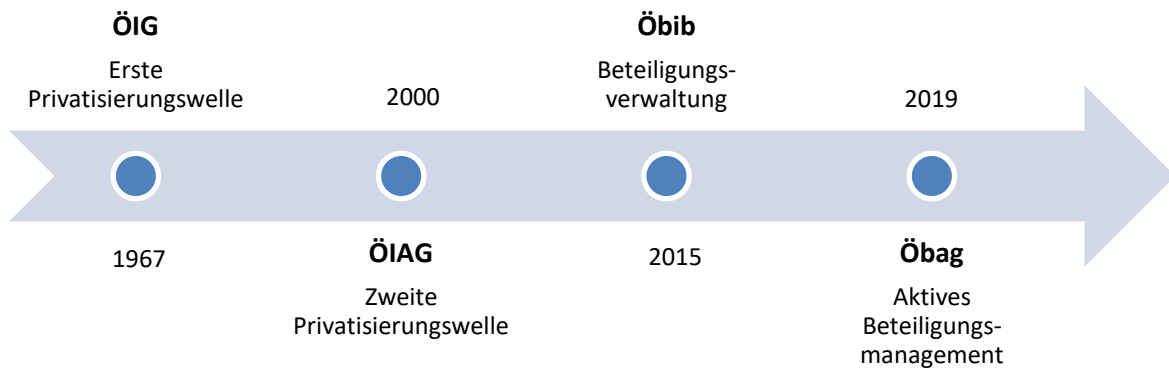 ÖIG
Erste
Privatisierungswelle
1967
2000
ÖIAG
Zweite
Privatisierungswelle
Öbib
Beteiligungs-
verwaltung
2015
2019
Öbag
Aktives
Beteiligungs-
management